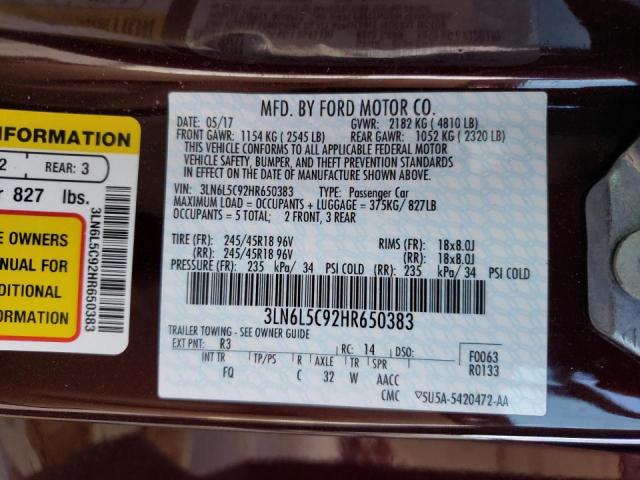 MFD. BY FORD MOTOR CO.
05/17
GVWR: 2182 KG ( 4810 LB)
FRONT GAWR: 1154 KG ( 2545 LB)
REAR GAWR: 1052 KG ( 2320 LB)
THIS VEHICLE CONFORMS TO ALL APPLICABLE FEDERAL MOTOR
VEHICLE SAFETY, BUMPER, AND THEFT PREVENTION STANDARDS
IN EFFECT ON THE DATE OF MANUFACTURE SHOWN ABOVE.
VIN: 3LN6L5C92HR650383 TYPE: Passenger Car
MAXIMUM LOAD = OCCUPANTS + LUGGAGE = 375KG/ 827LB
OCCUPANTS = 5 TOTAL; 2 FRONT, 3 REAR
TIRE (FR): 245/45R18 96V RIMS (FR): 18x8.0J
(RR): 245/45R18 96V (RR): 18x8.0J
PRESSURE (FR): 235 kPa/ 34 PSI COLD (RR): 235 kPa/ 34 PSI COLD
3LN6L5C92HR650383
TRAILER TOWING - SEE OWNER GUIDE
EXT PNT: R3 RC: 14 DSO:
INT TR TP/PS R AXLE TR SPR
FQ C 32 W AACC
CMC
F0063
R0133
5U5A-5420472-AA
INFORMATION
2 REAR: 3
827 lbs.
E OWNERS
ANUAL FOR
DITIONAL
ORMATION
3LN6L5C92HR650383